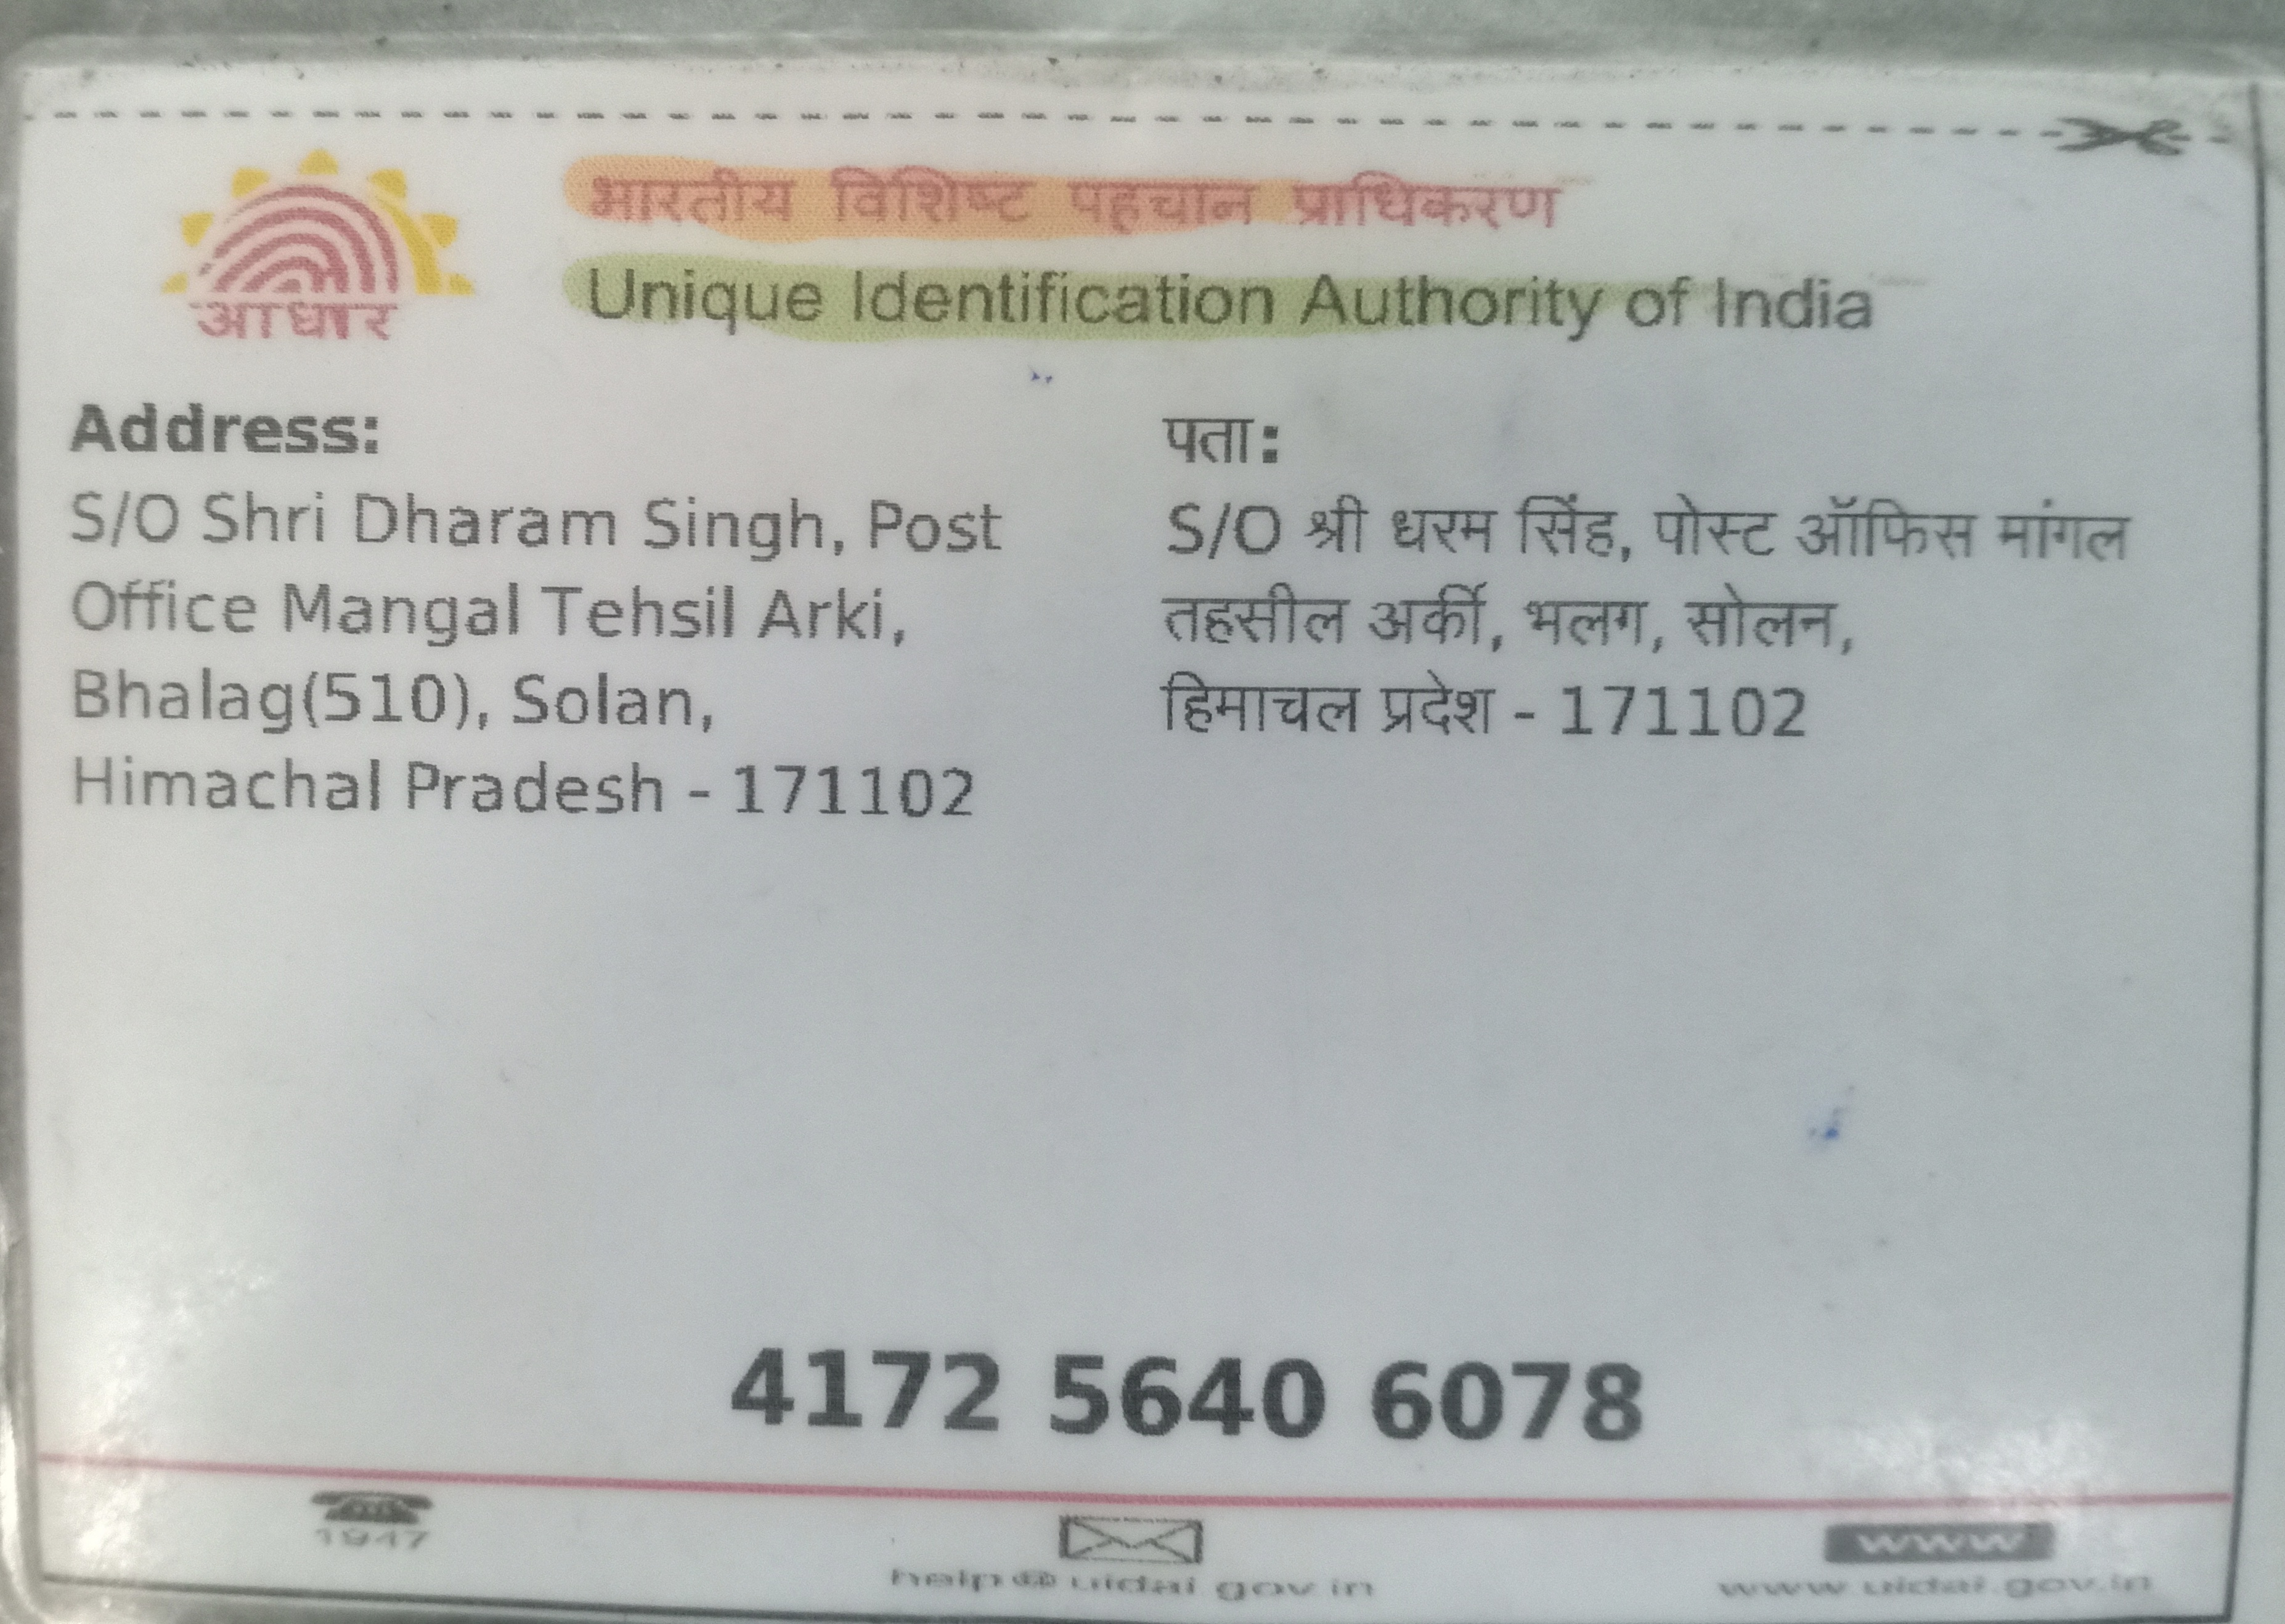 भारतीय विशिष्ट पहचान प्राधिकरण
Unique Identification Authority of India
आधार
Address:
S/O Shri Dharam Singh, Post
Office Mangal Tehsil Arki,
Bhalag(510), Solan,
Himachal Pradesh - 171102
पता:
S/O श्री धरम सिंह, पोस्ट ऑफिस मांगल
तहसील अर्की, भलग, सोलन,
हिमाचल प्रदेश - 171102
4172 5640 6078
1947
help@uidai.gov.in
www
www.uidai.gov.in